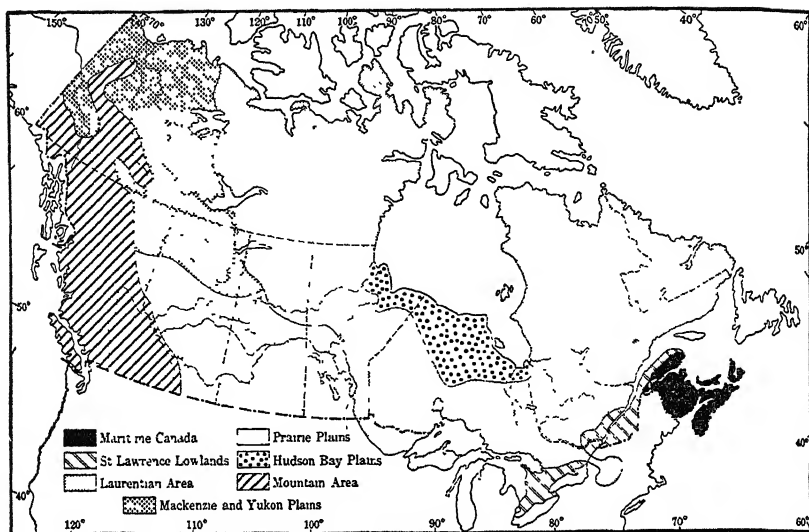 130° 120° 110° 100° 90° 80° 70° 60° 50° 40° 60°
60°
50°
50°
40°
40°
Marit me Canada
Prairie Plains
St Lawrence Lowlands
Hudson Bay Plains
Laurentian Area
Mountain Area
Mackenzie and Yukon Plains
120° 110° 100° 90° 80° 70° 60°